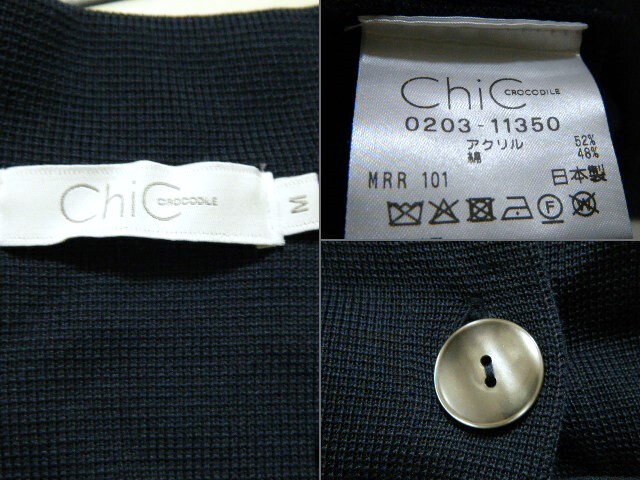 ChiC CROCODILE
M
ChiC CROCODILE
0203-11350
アクリル 52%
綿 48%
MRR 101 日本製